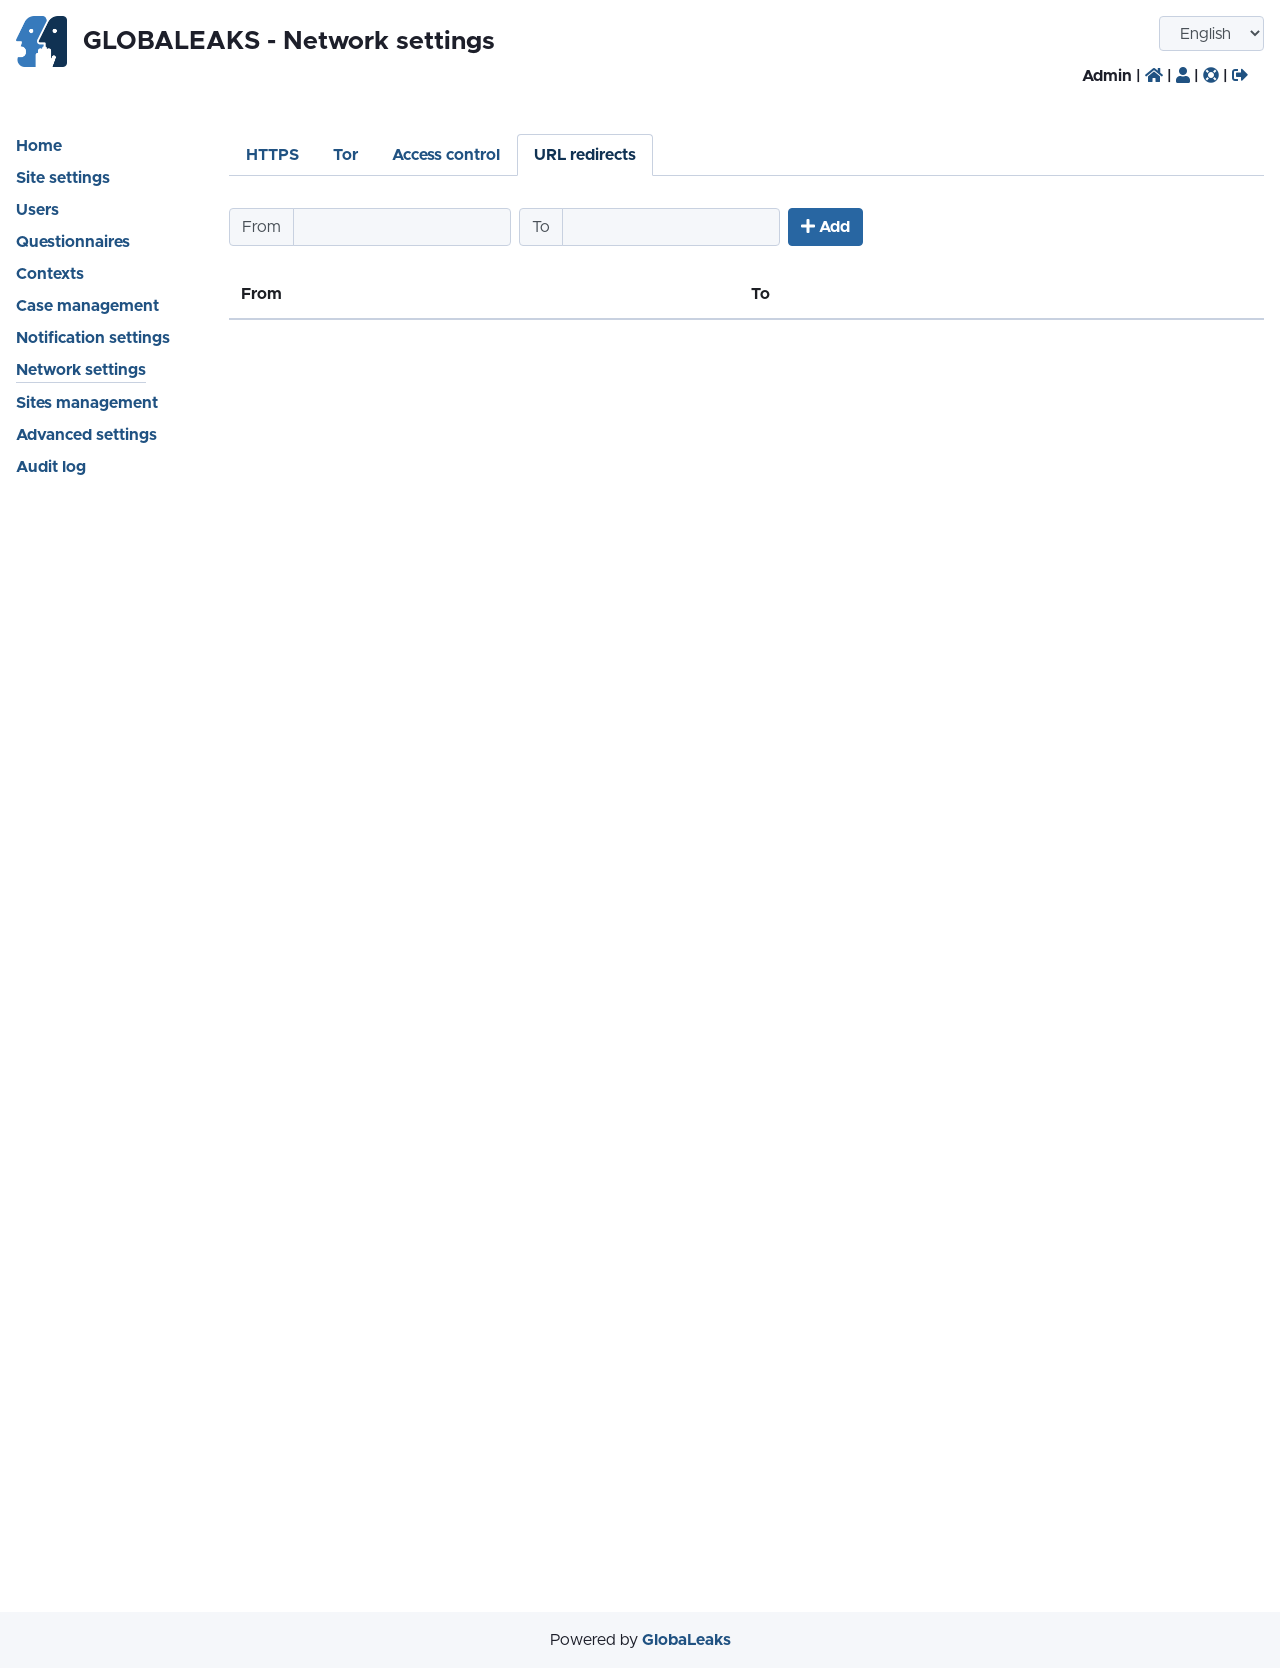 GLOBALEAKS - Network settings
English
Admin | | | |
Home
Site settings
Users
Questionnaires
Contexts
Case management
Notification settings
Network settings
Sites management
Advanced settings
Audit log
HTTPS Tor Access control URL redirects
From To Add
From To
Powered by GlobaLeaks